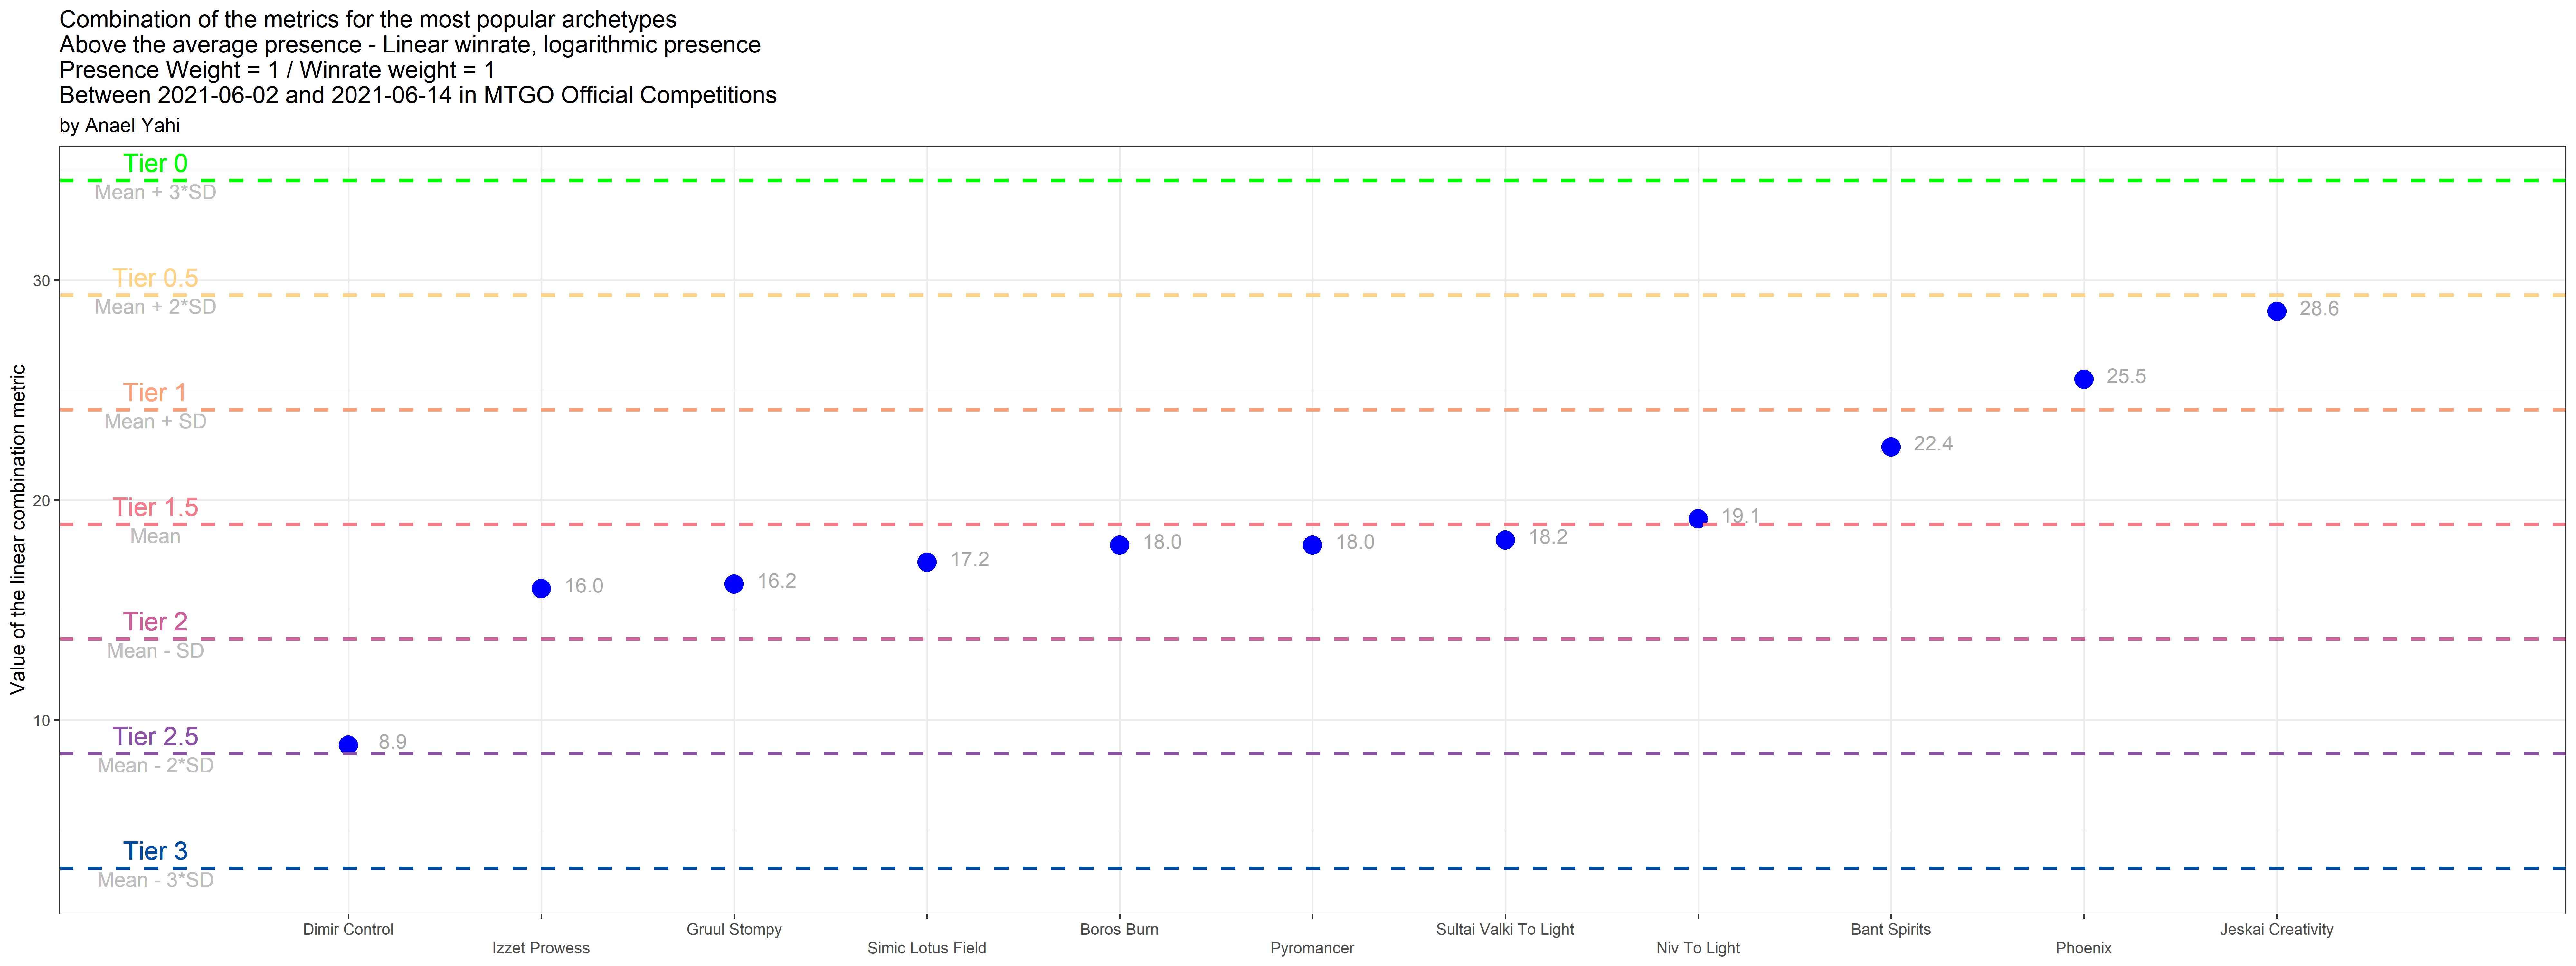 Combination of the metrics for the most popular archetypes
Above the average presence - Linear winrate, logarithmic presence
Presence Weight = 1 / Winrate weight = 1
Between 2021-06-02 and 2021-06-14 in MTGO Official Competitions
by Anael Yahi
Value of the linear combination metric
30
20
10
Tier 0
Mean + 3*SD
Tier 0.5
Mean + 2*SD
Tier 1
Mean + SD
Tier 1.5
Mean
Tier 2
Mean - SD
Tier 2.5
Mean - 2*SD
Tier 3
Mean - 3*SD
8.9
16.0
16.2
17.2
18.0
18.0
18.2
19.1
22.4
25.5
28.6
Dimir Control
Izzet Prowess
Gruul Stompy
Simic Lotus Field
Boros Burn
Pyromancer
Sultai Valki To Light
Niv To Light
Bant Spirits
Phoenix
Jeskai Creativity